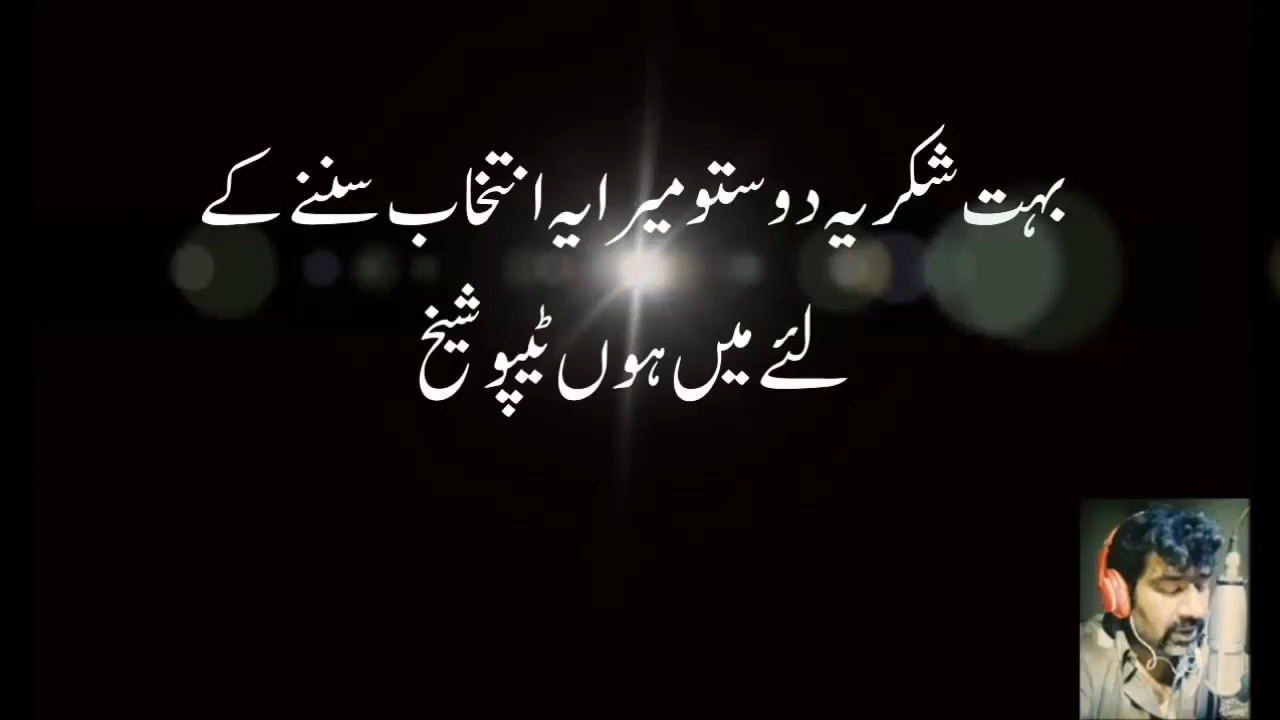 بہت شکریہ دوستو میرا یہ انتخاب سننے کے
لئے میں ہوں ٹیپو شیخ